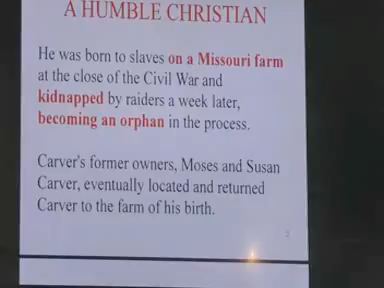 A HUMBLE CHRISTIAN
He was born to slaves on a Missouri farm
at the close of the Civil War and
kidnapped by raiders a week later,
becoming an orphan in the process.
Carver's former owners, Moses and Susan
Carver, eventually located and returned
Carver to the farm of his birth.
2